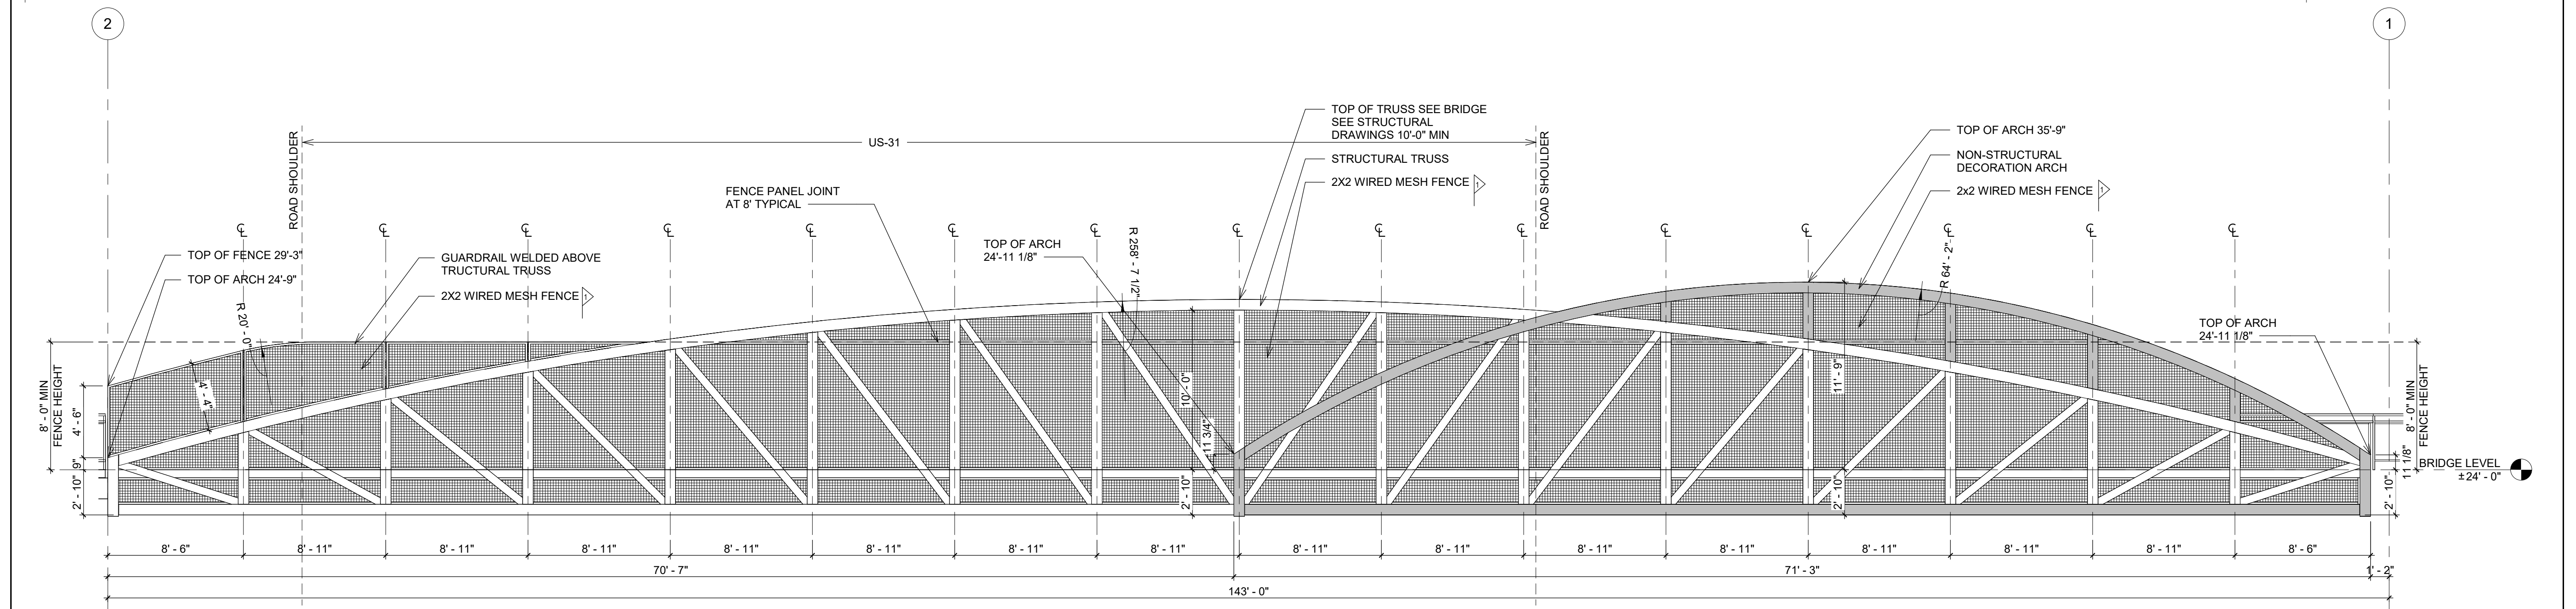 2
1
TOP OF TRUSS SEE BRIDGE
SEE STRUCTURAL
DRAWINGS 10'-0" MIN
STRUCTURAL TRUSS
2X2 WIRED MESH FENCE
1
TOP OF ARCH 35'-9"
NON-STRUCTURAL
DECORATION ARCH
2x2 WIRED MESH FENCE
1
ROAD SHOULDER
US-31
ROAD SHOULDER
FENCE PANEL JOINT
AT 8' TYPICAL
TOP OF FENCE 29'-3"
TOP OF ARCH 24'-9"
GUARDRAIL WELDED ABOVE
TRUCTURAL TRUSS
2X2 WIRED MESH FENCE
1
TOP OF ARCH
24'-11 1/8"
R 258' - 7 1/2"
R 64' - 2"
R 20' - 0"
TOP OF ARCH
24'-11 1/8"
℄ ℄ ℄ ℄ ℄ ℄ ℄ ℄ ℄ ℄ ℄ ℄ ℄ ℄ ℄
8' - 0" MIN
FENCE HEIGHT
4' - 6"
9"
2' - 10"
4' - 4"
10' - 0"
11 3/4"
2' - 10"
11' - 9"
2' - 10"
8' - 0" MIN
FENCE HEIGHT
11 1/8"
2' - 10"
BRIDGE LEVEL
±24' - 0"
8' - 6" 8' - 11" 8' - 11" 8' - 11" 8' - 11" 8' - 11" 8' - 11" 8' - 11" 8' - 11" 8' - 11" 8' - 11" 8' - 11" 8' - 11" 8' - 11" 8' - 11" 8' - 6"
70' - 7" 71' - 3" 1' - 2"
143' - 0"